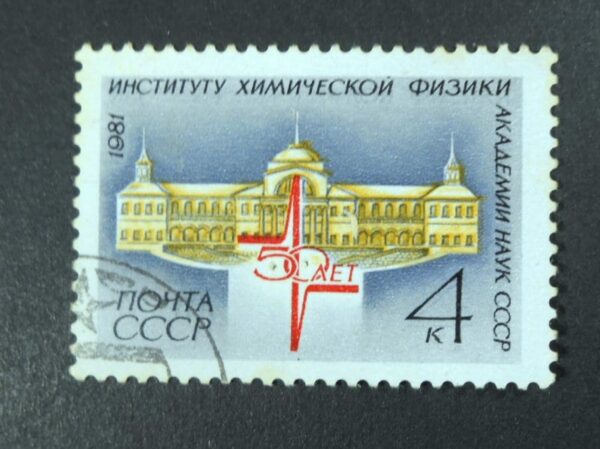 ИНСТИТУТУ ХИМИЧЕСКОЙ ФИЗИКИ
АКАДЕМИИ НАУК СССР
1981
50 ЛЕТ
ПОЧТА
СССР
4
К